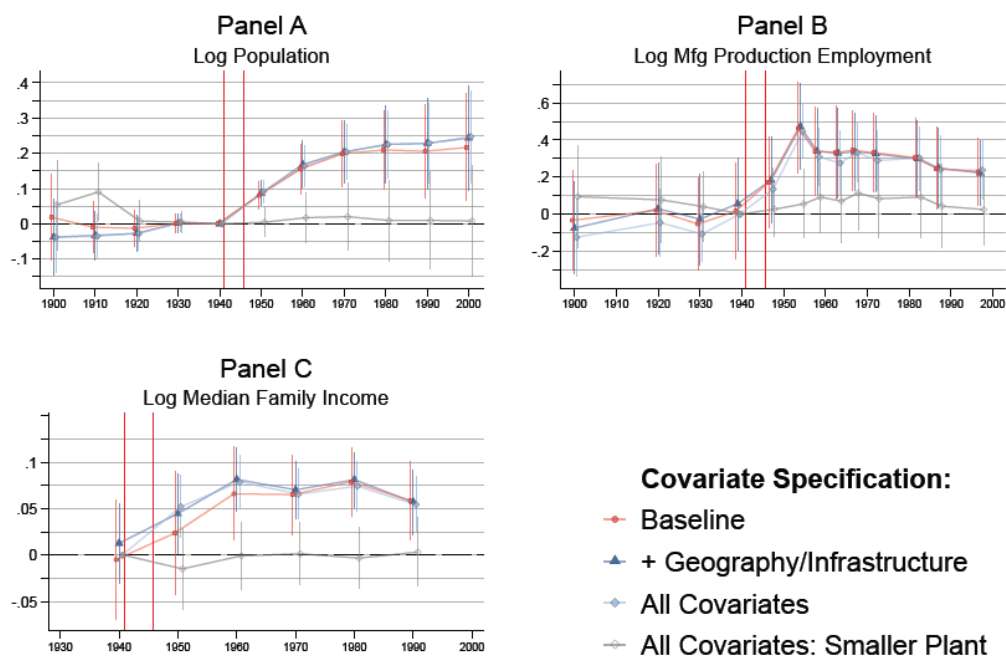 Panel A
Log Population
.4
.3
.2
.1
0
-.1
1900 1910 1920 1930 1940 1950 1960 1970 1980 1990 2000
Panel B
Log Mfg Production Employment
.6
.4
.2
0
-.2
1900 1910 1920 1930 1940 1950 1960 1970 1980 1990 2000
Panel C
Log Median Family Income
.1
.05
0
-.05
1930 1940 1950 1960 1970 1980 1990 2000
Covariate Specification:
Baseline
+ Geography/Infrastructure
All Covariates
All Covariates: Smaller Plant